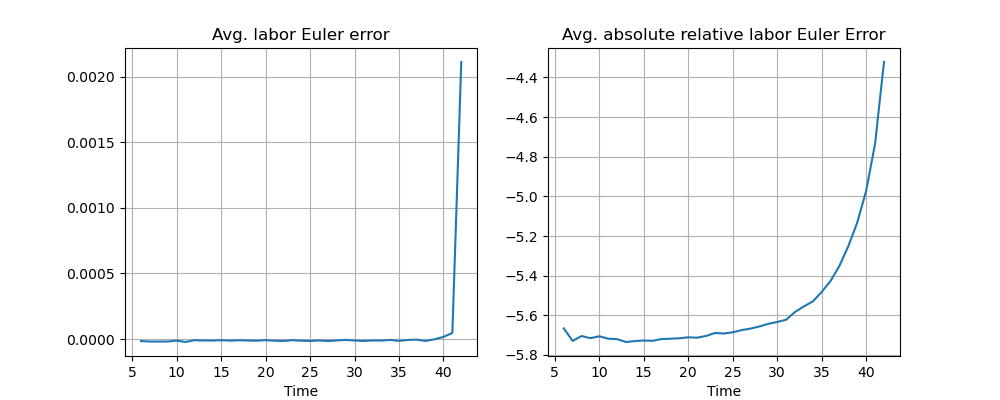 Avg. labor Euler error
0.0020
0.0015
0.0010
0.0005
0.0000
5 10 15 20 25 30 35 40
Time
Avg. absolute relative labor Euler Error
−4.4
−4.6
−4.8
−5.0
−5.2
−5.4
−5.6
−5.8
5 10 15 20 25 30 35 40
Time